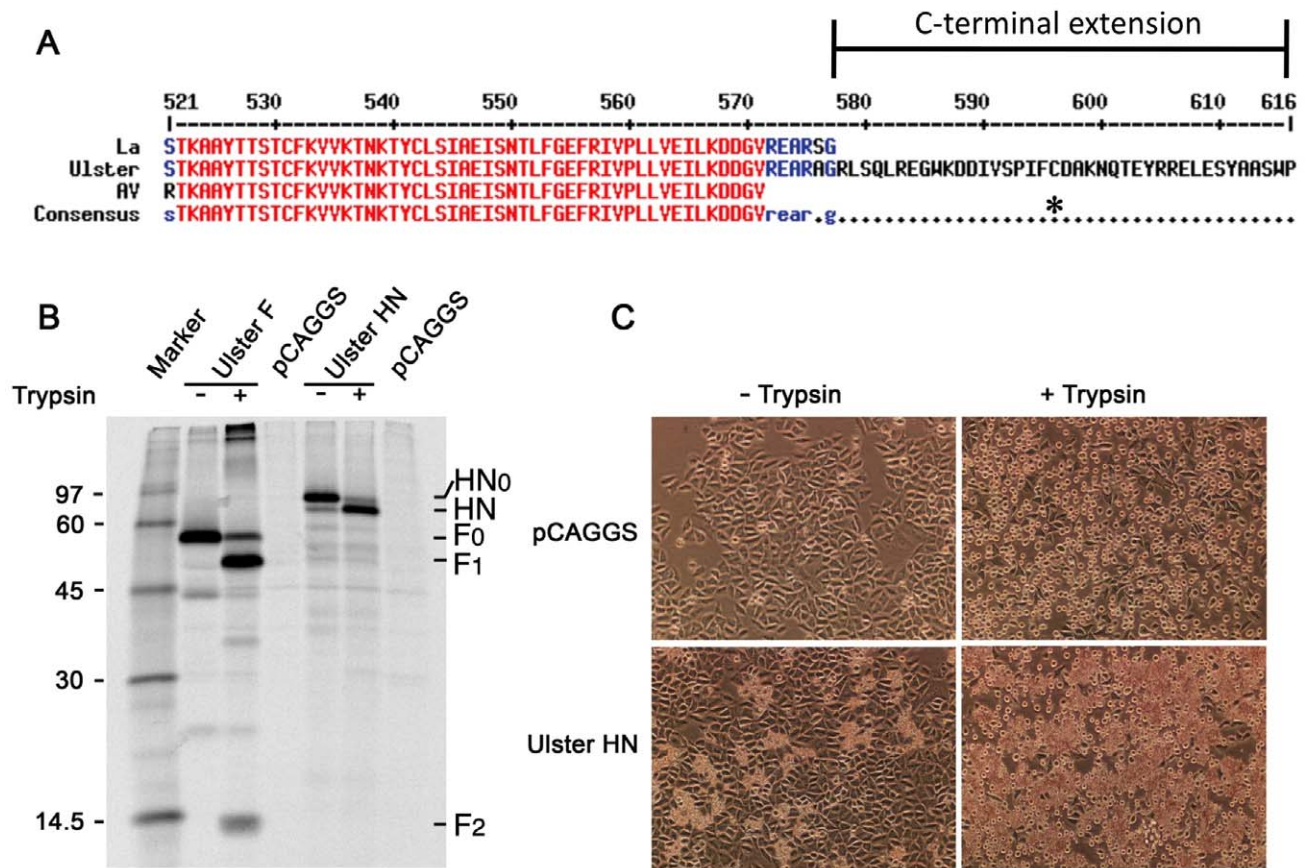 A
C-terminal extension
521 530 540 550 560 570 580 590 600 610 616
|--------+---------+---------+---------+---------+---------+---------+---------+---------+-----|
La STKAAYTTSTCFKVVKTNKTYCLSIAEISNTLFGEFRIVPLLVEILKDDGVREARSG
Ulster STKAAYTTSTCFKVVKTNKTYCLSIAEISNTLFGEFRIVPLLVEILKDDGVREARAGRLSQLREGWKDDIVSPIFCDAKNQTEYRRELESYAASWP
AV RTKAAYTTSTCFKVVKTNKTYCLSIAEISNTLFGEFRIVPLLVEILKDDGV
*
Consensus sTKAAYTTSTCFKVVKTNKTYCLSIAEISNTLFGEFRIVPLLVEILKDDGVrear.g.......................................
B
Marker Ulster F pCAGGS Ulster HN pCAGGS
Trypsin - + - +
97 -
60 -
45 -
30 -
14.5 -
HN0
HN
F0
F1
F2
C
- Trypsin + Trypsin
pCAGGS
Ulster HN